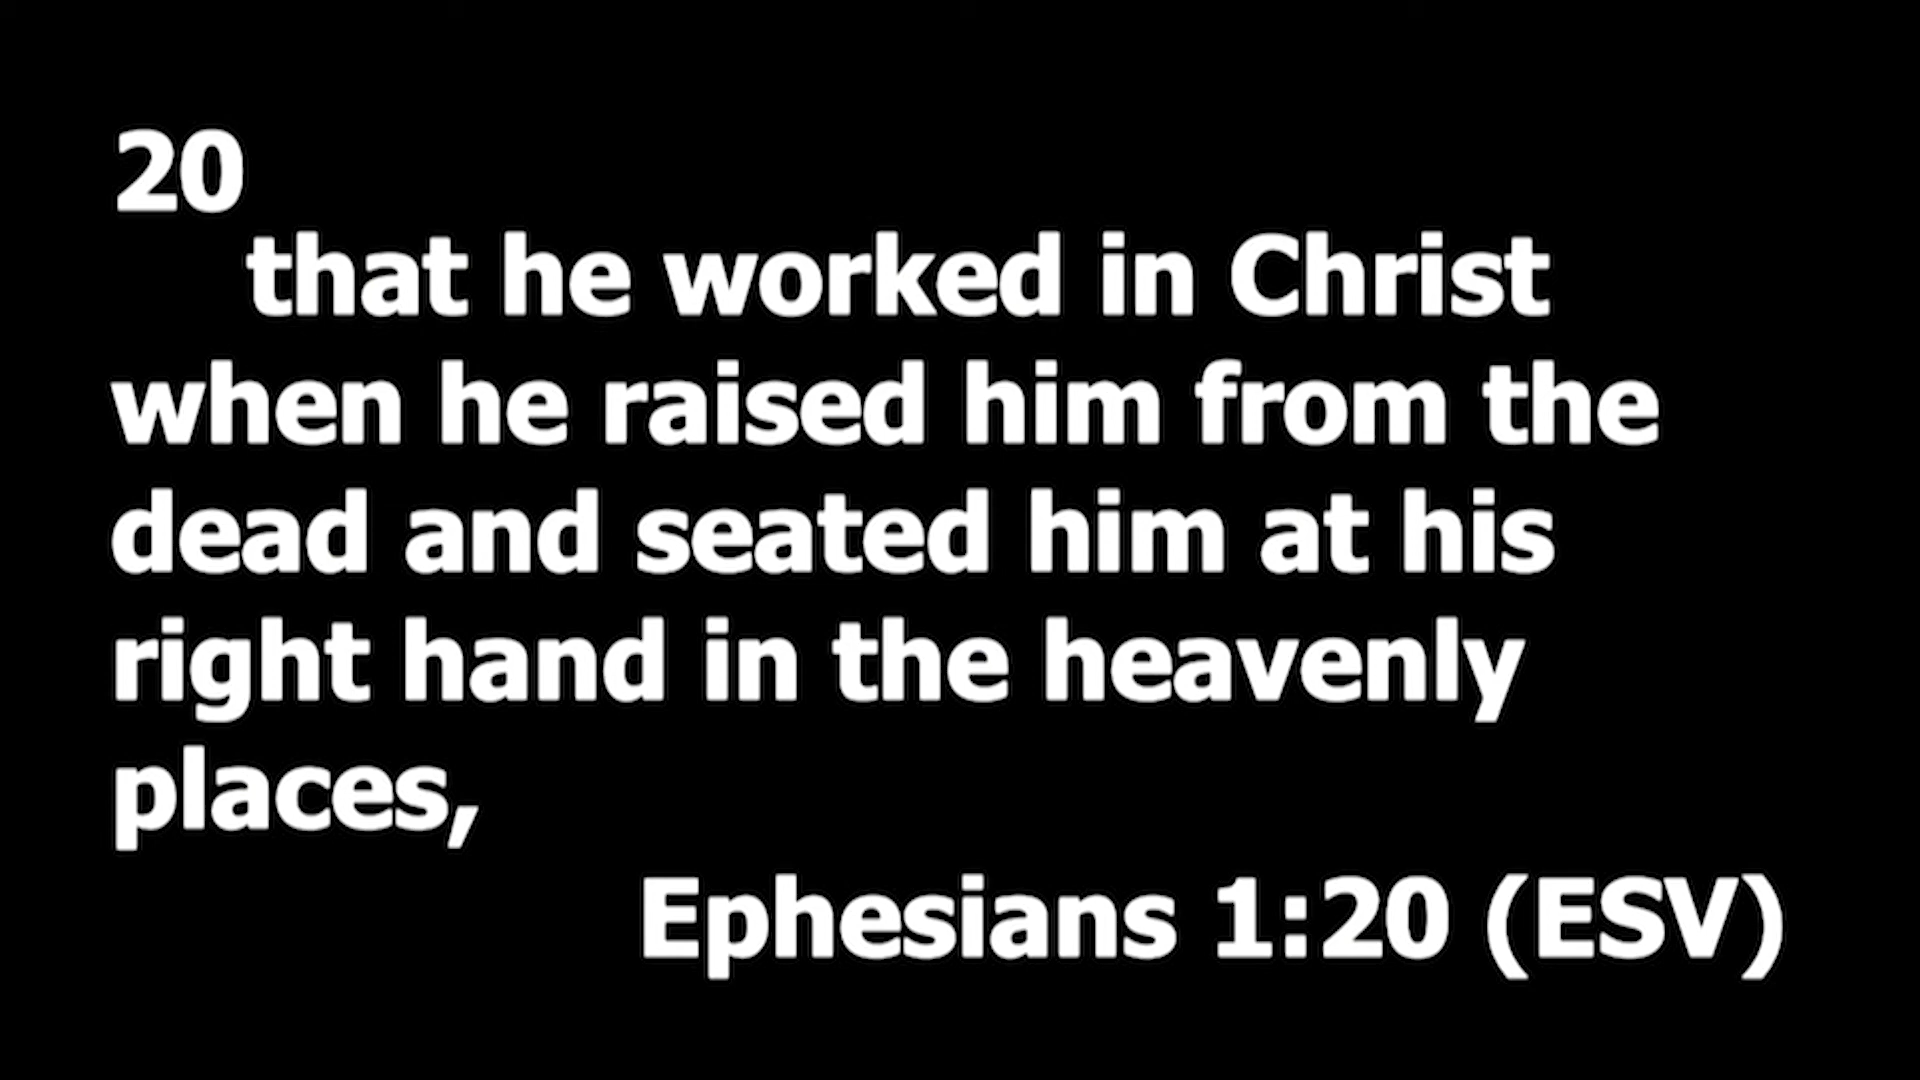 20
that he worked in Christ
when he raised him from the
dead and seated him at his
right hand in the heavenly
places,
Ephesians 1:20 (ESV)